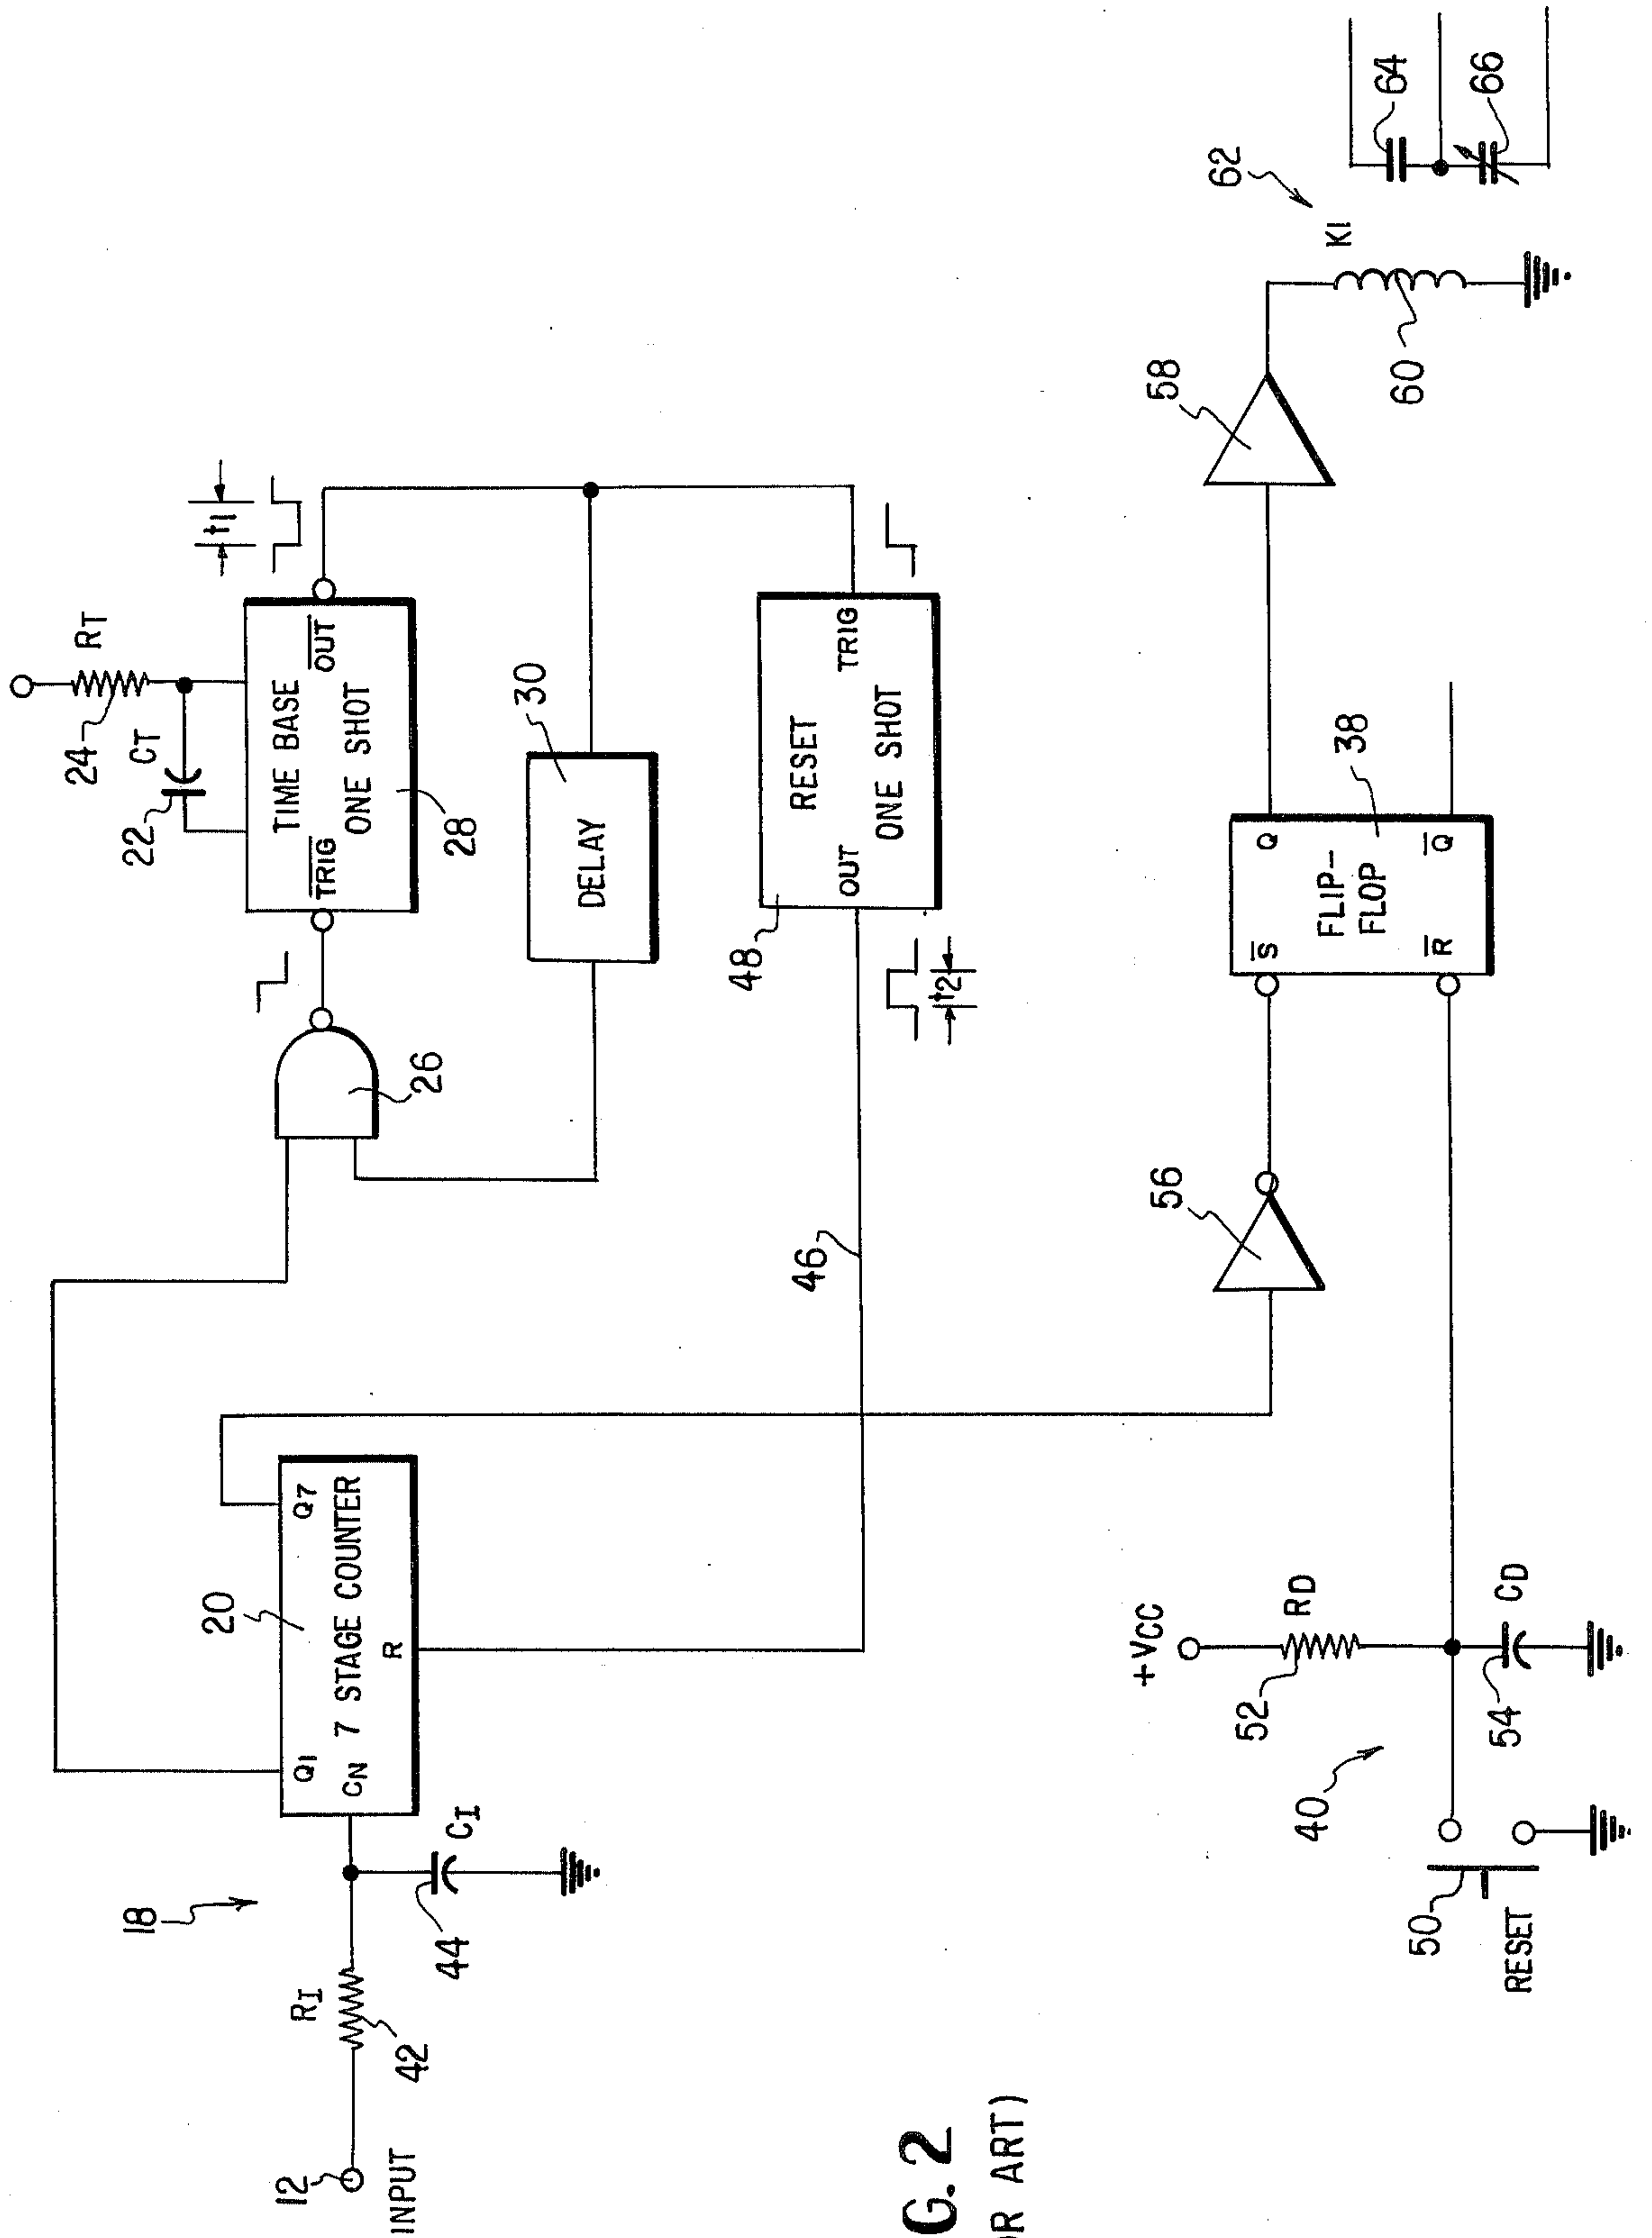 12
INPUT
RI
42
18
44
CI
20
Q1
Q7
CN 7 STAGE COUNTER
R
26
22
CT
24
RT
TIME BASE
ONE SHOT
TRIG
OUT
28
t1
DELAY
30
46
48
RESET
ONE SHOT
OUT
TRIG
t2
40
50
RESET
+VCC
52
RD
54
CD
56
S
Q
FLIP-
FLOP
R
Q
38
58
60
K1
62
64
66
G. 2
OR ART)